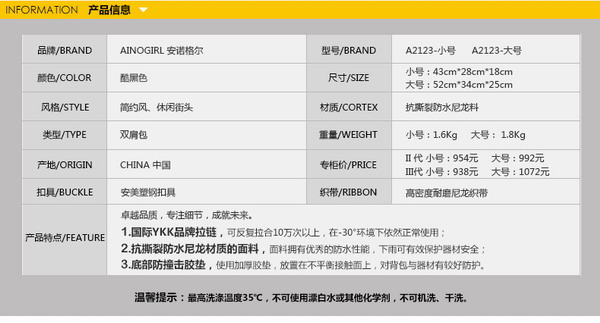 INFORMATION 产品信息
品牌/BRAND AINOGIRL 安诺格尔 型号/BRAND A2123-小号 A2123-大号
颜色/COLOR 酷黑色 尺寸/SIZE 小号:43cm*28cm*18cm
大号:52cm*34cm*25cm
风格/STYLE 简约风、休闲街头 材质/CORTEX 抗撕裂防水尼龙料
类型/TYPE 双肩包 重量/WEIGHT 小号:1.6Kg 大号:1.8Kg
产地/ORIGIN CHINA 中国 专柜价/PRICE II 代 小号:954元 大号:992元
III代 小号:938元 大号:1072元
扣具/BUCKLE 安美塑钢扣具 织带/RIBBON 高密度耐磨尼龙织带
产品特点/FEATURE
卓越品质,专注细节,成就未来。
1.国际YKK品牌拉链,可反复拉合10万次以上,在-30°环境下依然正常使用;
2.抗撕裂防水尼龙材质的面料,面料拥有优秀的防水性能,下雨可有效保护器材安全;
3.底部防撞击胶垫,使用加厚胶垫,放置在不平衡接触面上,对背包与器材有较好防护。
温馨提示:最高洗涤温度35℃,不可使用漂白水或其他化学剂,不可机洗、干洗。